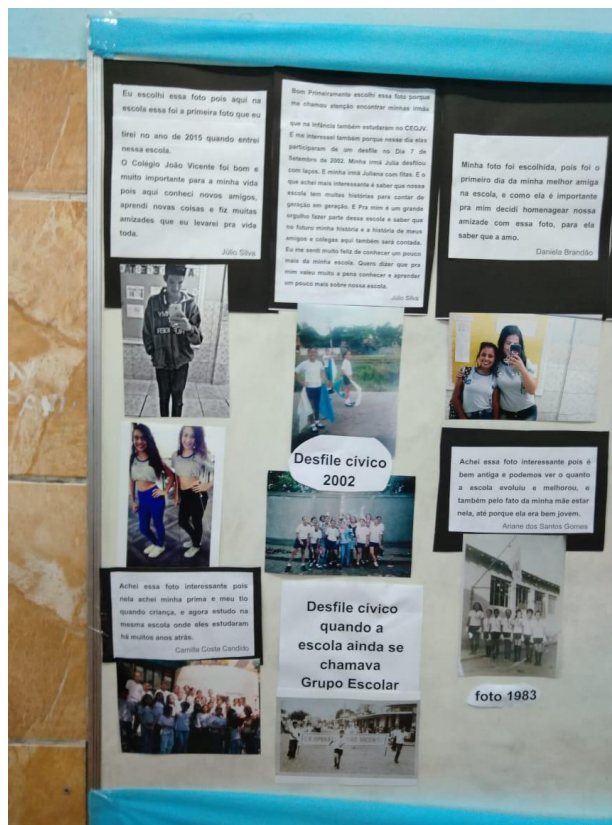 Eu escolhi essa foto pois aqui na
escola essa foi a primeira foto que eu
tirei no ano de 2015 quando entrei
nessa escola.
O Colégio João Vicente foi bom e
muito importante para a minha vida
pois aqui conheci novos amigos,
aprendi novas coisas e fiz muitas
amizades que eu levarei pra vida
toda.
Júlio Silva
Achei essa foto interessante pois
nela achei minha prima e meu tio
quando criança, e agora estudo na
mesma escola onde eles estudaram
há muitos anos atrás.
Camilla Costa Candido
Bom Primeiramente escolhi essa foto porque
me chamou atenção encontrar minhas irmãs
que na infância também estudaram no CEGJV.
E me interessei também porque nesse dia elas
participaram de um desfile no Dia 7 de
Setembro de 2002. Minha irmã Julia desfilou
com laços. E minha irmã Juliana com fitas. E o
que achei mais interessante é saber que nossa
escola tem muitas histórias para contar de
geração em geração. E Pra mim é um grande
orgulho fazer parte dessa escola e saber que
no futuro minha história e a história de meus
amigos e colegas aqui também será contada.
Eu me senti muito feliz de conhecer um pouco
mais da minha escola. Quero dizer que pra
mim valeu muito a pena conhecer e aprender
um pouco mais sobre nossa escola.
Júlio Silva
Desfile cívico
2002
Desfile cívico
quando a
escola ainda se
chamava
Grupo Escolar
Minha foto foi escolhida, pois foi o
primeiro dia da minha melhor amiga
na escola, e como ela é importante
pra mim decidi homenagear nossa
amizade com essa foto, para ela
saber que a amo.
Daniela Brandão
Achei essa foto interessante pois é
bem antiga e podemos ver o quanto
a escola evoluiu e melhorou, e
também pelo fato da minha mãe estar
nela, até porque ela era bem jovem.
Ariane dos Santos Gomes
foto 1983